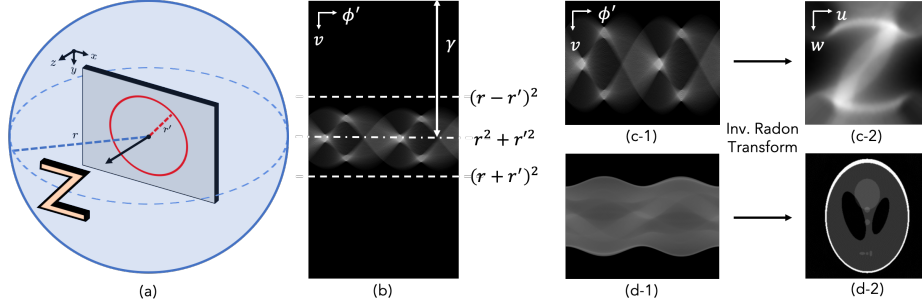 z
x
y
r
r′
(a)
ϕ′
v
γ
(r − r′)²
r² + r′²
(r + r′)²
(b)
ϕ′
v
(c-1)
u
w
(c-2)
Inv. Radon
Transform
(d-1)
(d-2)